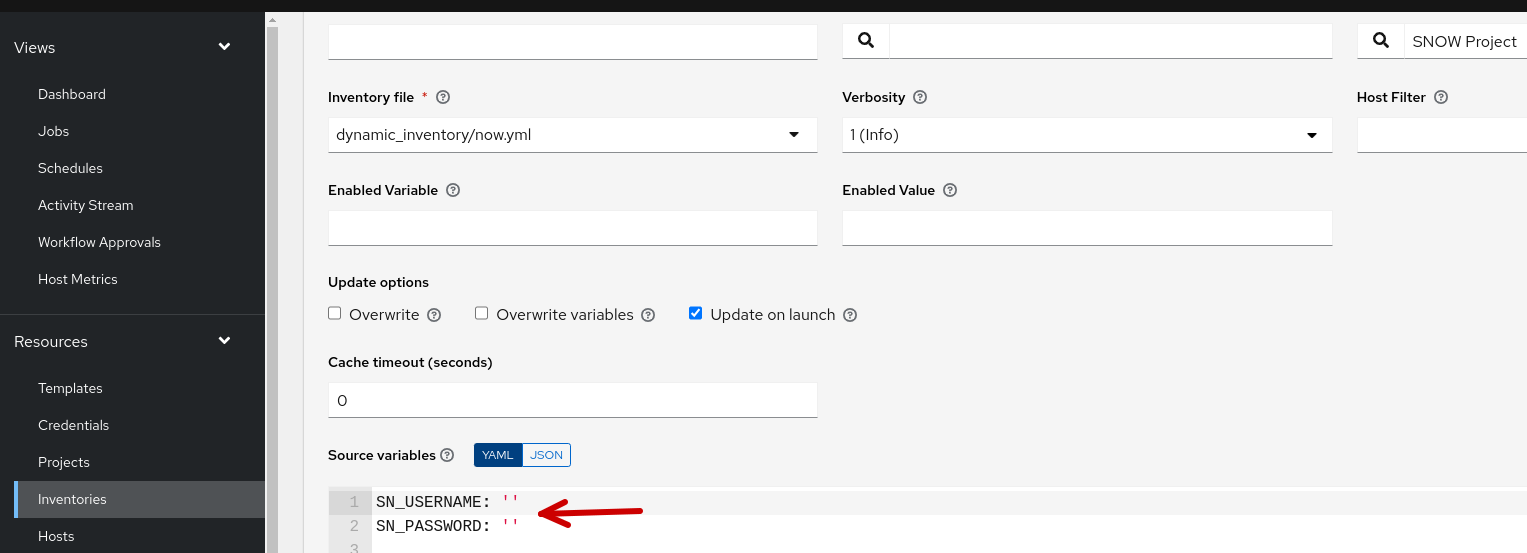 Views
Dashboard
Jobs
Schedules
Activity Stream
Workflow Approvals
Host Metrics
Resources
Templates
Credentials
Projects
Inventories
Hosts
SNOW Project
Inventory file * Verbosity Host Filter
dynamic_inventory/now.yml 1 (Info)
Enabled Variable Enabled Value
Update options
Overwrite Overwrite variables Update on launch
Cache timeout (seconds)
0
Source variables YAML JSON
1 SN_USERNAME: ''
2 SN_PASSWORD: ''
3